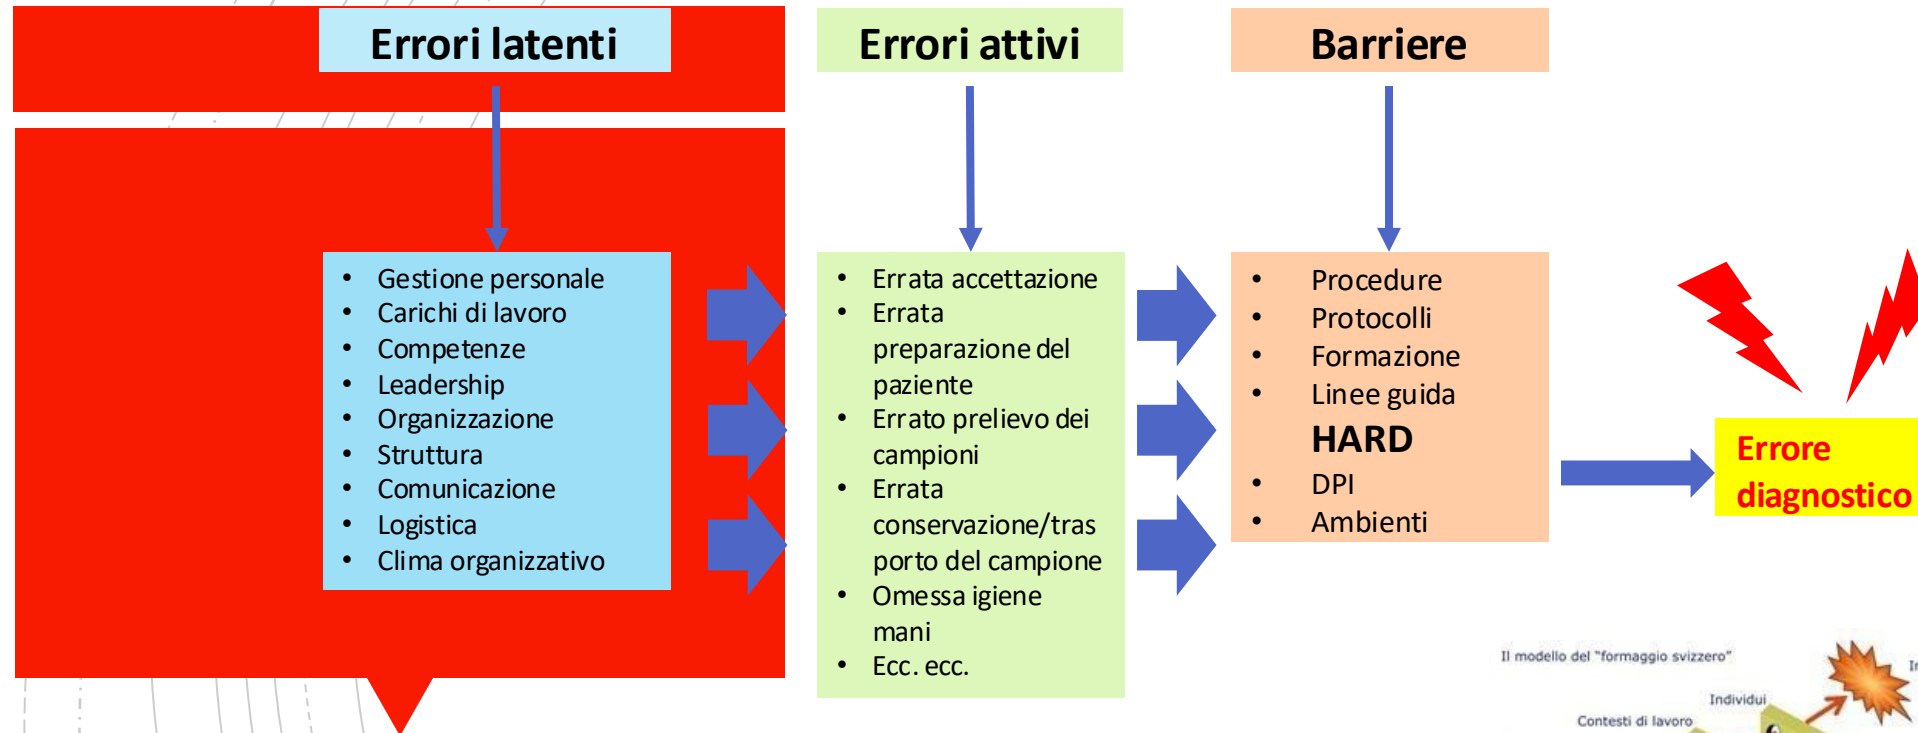 Errori latenti
Errori attivi
Barriere
• Gestione personale
• Carichi di lavoro
• Competenze
• Leadership
• Organizzazione
• Struttura
• Comunicazione
• Logistica
• Clima organizzativo
• Errata accettazione
• Errata
preparazione del
paziente
• Errato prelievo dei
campioni
• Errata
conservazione/tras
porto del campione
• Omessa igiene
mani
• Ecc. ecc.
• Procedure
• Protocolli
• Formazione
• Linee guida
HARD
• DPI
• Ambienti
Errore
diagnostico
Il modello del "formaggio svizzero"
Individui
Contesti di lavoro